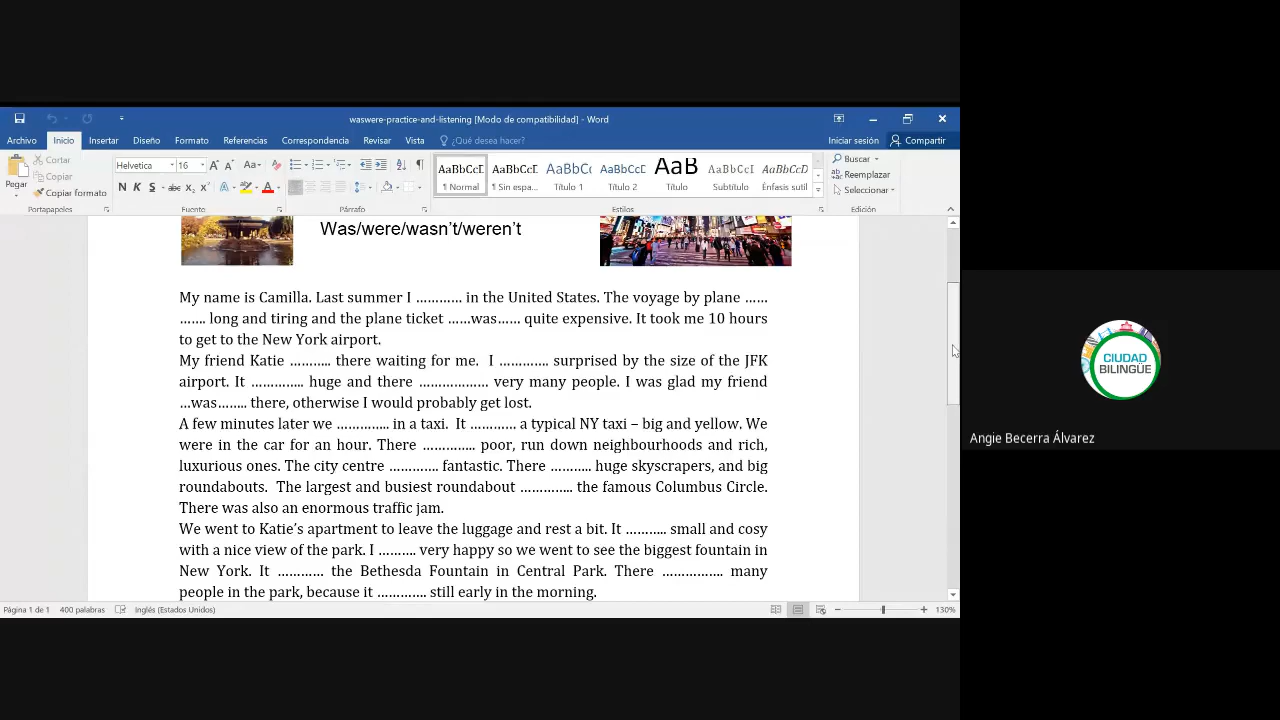 waswere-practice-and-listening [Modo de compatibilidad] - Word
Archivo Inicio Insertar Diseño Formato Referencias Correspondencia Revisar Vista ¿Qué desea hacer? Iniciar sesión Compartir
Pegar Cortar Copiar Copiar formato
Helvetica 16 Aa
N K S abc x₂ x² A A
AaBbCcD AaBbCcD AaBbCc AaBbCcD AaB AaBbCcD AaBbCcD
¶ Normal ¶ Sin espa... Título 1 Título 2 Título Subtítulo Énfasis sutil
Buscar
Reemplazar
Seleccionar
Portapapeles Fuente Párrafo Estilos Edición
Was/were/wasn't/weren't
My name is Camilla. Last summer I ………… in the United States. The voyage by plane ……
……. long and tiring and the plane ticket ……was…… quite expensive. It took me 10 hours
to get to the New York airport.
My friend Katie ……….. there waiting for me. I …………. surprised by the size of the JFK
airport. It ………….. huge and there ……………… very many people. I was glad my friend
…was…….. there, otherwise I would probably get lost.
A few minutes later we ………….. in a taxi. It ………… a typical NY taxi – big and yellow. We
were in the car for an hour. There ………….. poor, run down neighbourhoods and rich,
luxurious ones. The city centre …………. fantastic. There ……….. huge skyscrapers, and big
roundabouts. The largest and busiest roundabout ………….. the famous Columbus Circle.
There was also an enormous traffic jam.
We went to Katie's apartment to leave the luggage and rest a bit. It ……….. small and cosy
with a nice view of the park. I ………. very happy so we went to see the biggest fountain in
New York. It ………… the Bethesda Fountain in Central Park. There ……………. many
people in the park, because it …………. still early in the morning.
Página 1 de 1 400 palabras Inglés (Estados Unidos) 130%
CIUDAD
BILINGÜE
Angie Becerra Álvarez